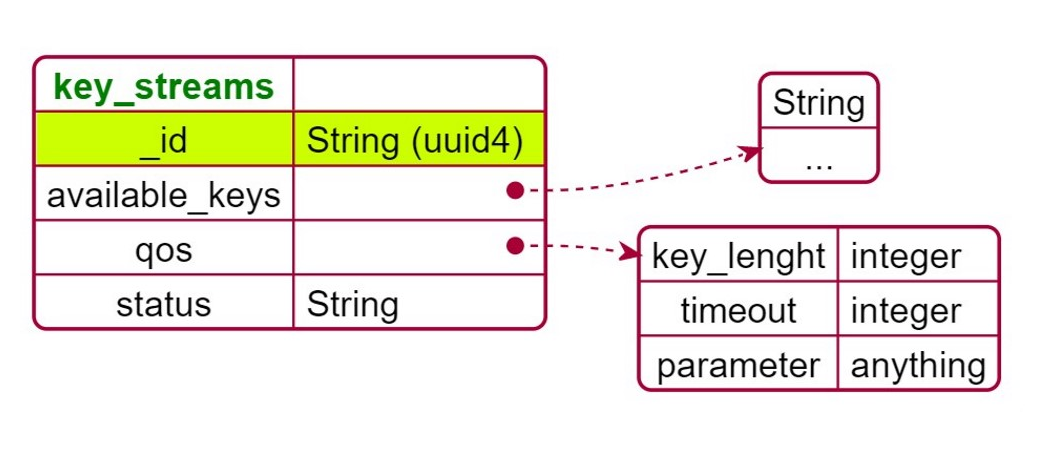 key_streams
_id String (uuid4)
available_keys
qos
status String
String
...
key_lenght integer
timeout integer
parameter anything